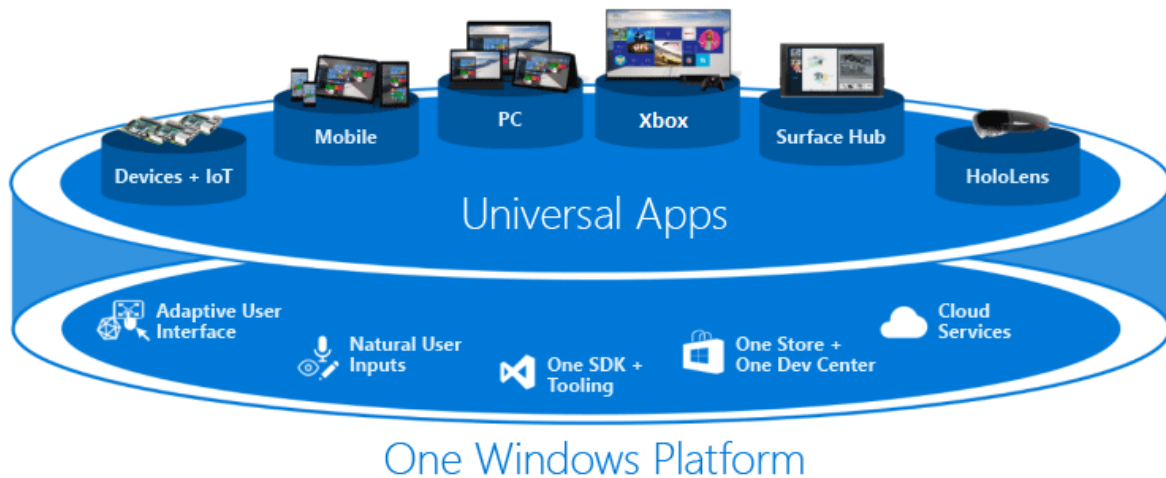 Devices + IoT
Mobile
PC
Xbox
Surface Hub
HoloLens
Universal Apps
Adaptive User
Interface
Natural User
Inputs
One SDK +
Tooling
One Store +
One Dev Center
Cloud
Services
One Windows Platform